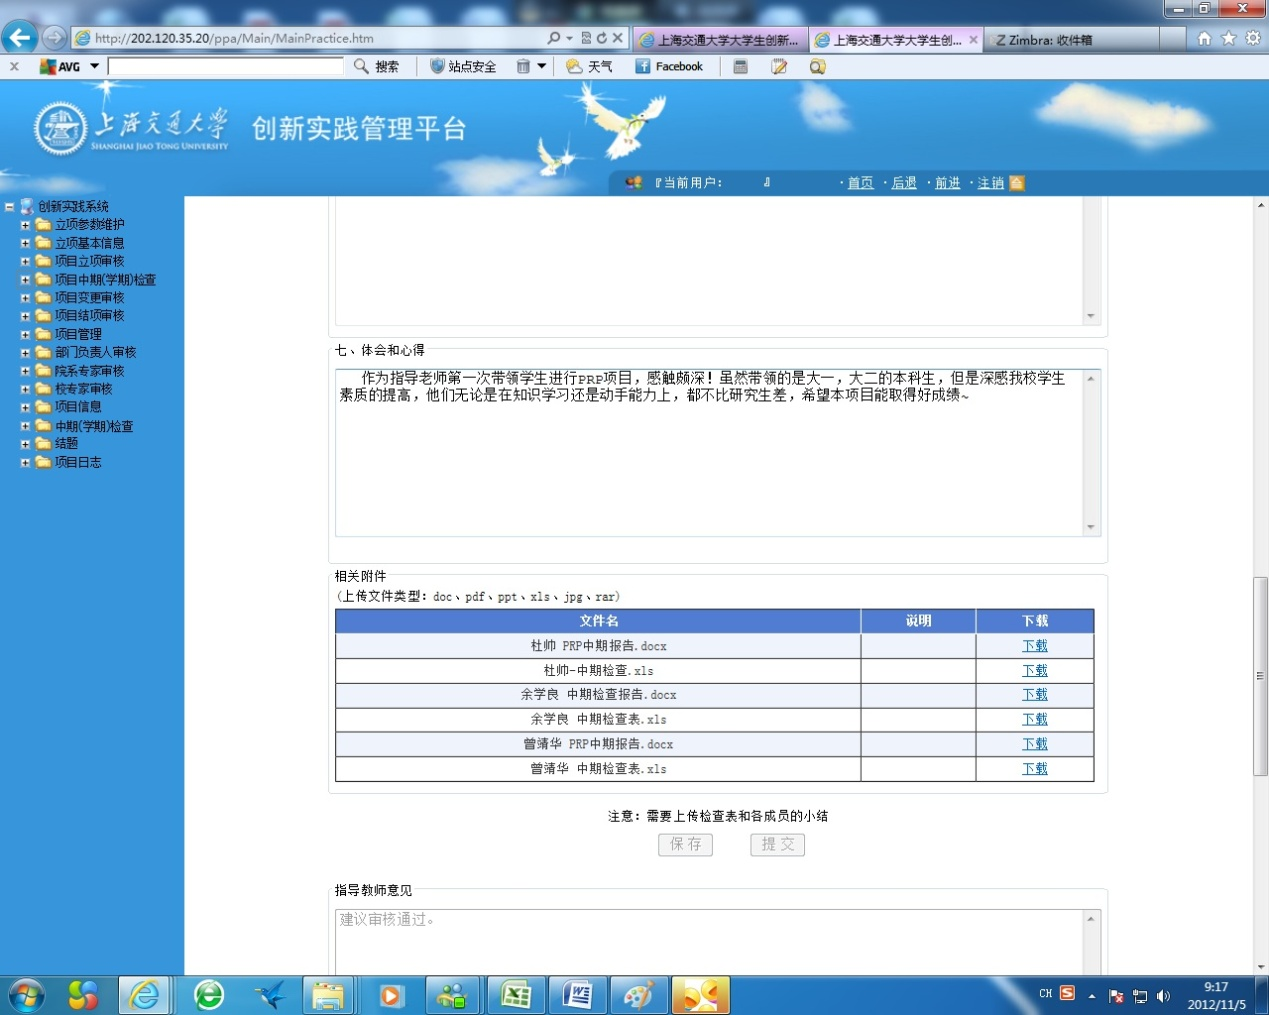 http://202.120.35.20/ppa/Main/MainPractice.htm
上海交通大学大学生创新...
上海交通大学大学生创...
Zimbra: 收件箱
AVG
搜索
站点安全
天气
Facebook
上海交通大学
SHANGHAI JIAO TONG UNIVERSITY
创新实践管理平台
『当前用户: 』
·首页 ·后退 ·前进 ·注销
创新实践系统
立项参数维护
立项基本信息
项目立项审核
项目中期(学期)检查
项目变更审核
项目结项审核
项目管理
部门负责人审核
院系专家审核
校专家审核
项目信息
中期(学期)检查
结题
项目日志
七、体会和心得
作为指导老师第一次带领学生进行PRP项目，感触颇深！虽然带领的是大一，大二的本科生，但是深感我校学生
素质的提高，他们无论是在知识学习还是动手能力上，都不比研究生差，希望本项目能取得好成绩~
相关附件
(上传文件类型：doc、pdf、ppt、xls、jpg、rar)
文件名 说明 下载
杜帅 PRP中期报告.docx 下载
杜帅-中期检查.xls 下载
余学良 中期检查报告.docx 下载
余学良 中期检查表.xls 下载
曾靖华 PRP中期报告.docx 下载
曾靖华 中期检查表.xls 下载
注意：需要上传检查表和各成员的小结
保 存 提 交
指导教师意见
建议审核通过。
CH
9:17
2012/11/5